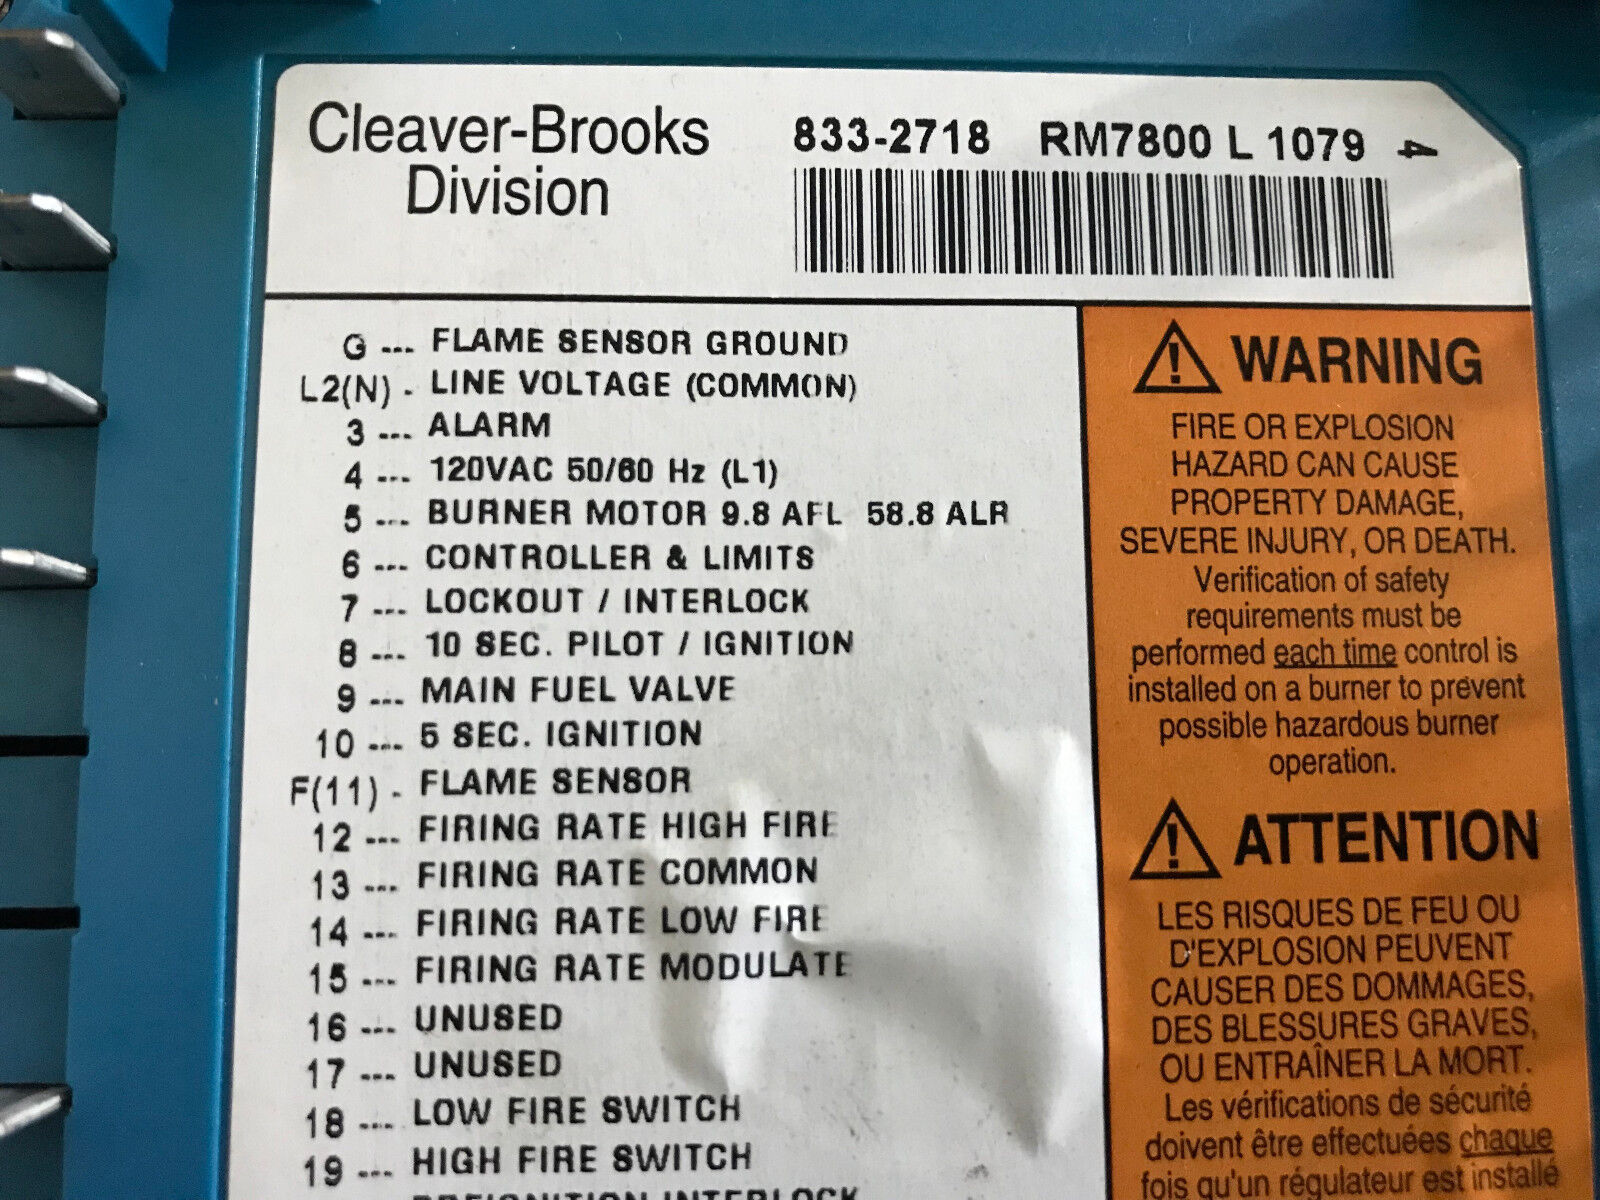 Cleaver-Brooks
Division
833-2718 RM7800 L 1079 4
G --- FLAME SENSOR GROUND
L2(N) - LINE VOLTAGE (COMMON)
3 --- ALARM
4 --- 120VAC 50/60 Hz (L1)
5 --- BURNER MOTOR 9.8 AFL 58.8 ALR
6 --- CONTROLLER & LIMITS
7 --- LOCKOUT / INTERLOCK
8 --- 10 SEC. PILOT / IGNITION
9 --- MAIN FUEL VALVE
10 --- 5 SEC. IGNITION
F(11) - FLAME SENSOR
12 --- FIRING RATE HIGH FIRE
13 --- FIRING RATE COMMON
14 --- FIRING RATE LOW FIRE
15 --- FIRING RATE MODULATE
16 --- UNUSED
17 --- UNUSED
18 --- LOW FIRE SWITCH
19 --- HIGH FIRE SWITCH
PREIGNITION INTERLOCK
WARNING
FIRE OR EXPLOSION
HAZARD CAN CAUSE
PROPERTY DAMAGE,
SEVERE INJURY, OR DEATH.
Verification of safety
requirements must be
performed each time control is
installed on a burner to prevent
possible hazardous burner
operation.
ATTENTION
LES RISQUES DE FEU OU
D'EXPLOSION PEUVENT
CAUSER DES DOMMAGES,
DES BLESSURES GRAVES,
OU ENTRAÎNER LA MORT.
Les vérifications de sécurité
doivent être effectuées chaque
fois qu'un régulateur est installé